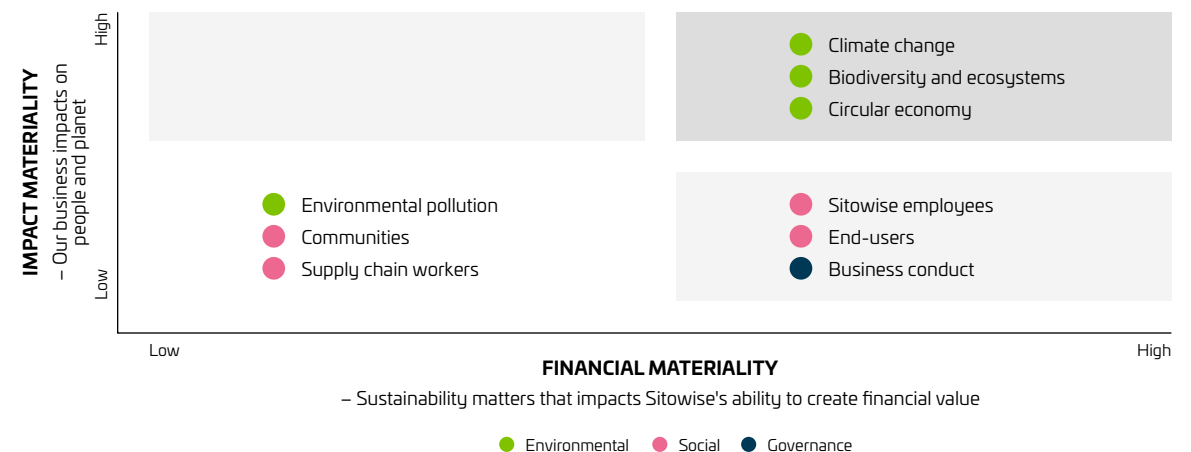 High
Climate change
Biodiversity and ecosystems
Circular economy
IMPACT MATERIALITY
– Our business impacts on
people and planet
Environmental pollution
Communities
Supply chain workers
Sitowise employees
End-users
Business conduct
Low
Low
High
FINANCIAL MATERIALITY
– Sustainability matters that impacts Sitowise's ability to create financial value
Environmental
Social
Governance